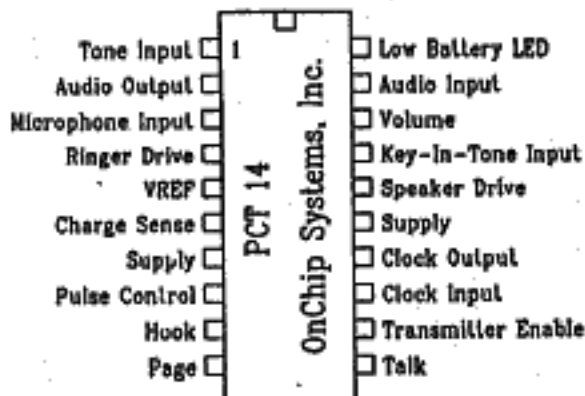 Tone Input
Audio Output
Microphone Input
Ringer Drive
VREF
Charge Sense
Supply
Pulse Control
Hook
Page
1
PCT 14
OnChip Systems, Inc.
Low Battery LED
Audio Input
Volume
Key-In-Tone Input
Speaker Drive
Supply
Clock Output
Clock Input
Transmitter Enable
Talk